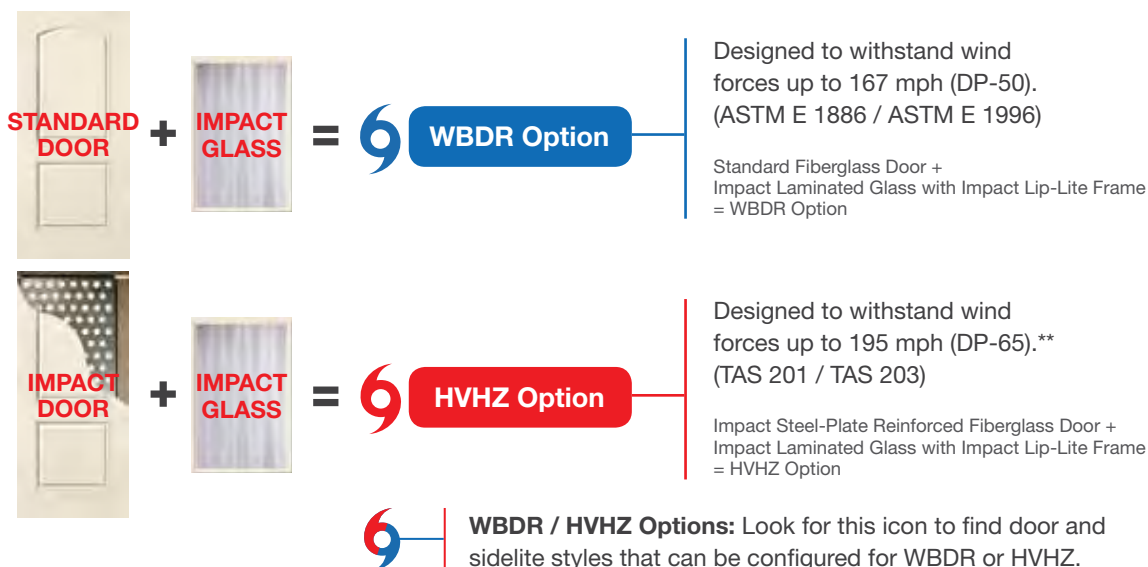 STANDARD
DOOR
+
IMPACT
GLASS
=
WBDR Option
Designed to withstand wind
forces up to 167 mph (DP-50).
(ASTM E 1886 / ASTM E 1996)
Standard Fiberglass Door +
Impact Laminated Glass with Impact Lip-Lite Frame
= WBDR Option
IMPACT
DOOR
+
IMPACT
GLASS
=
HVHZ Option
Designed to withstand wind
forces up to 195 mph (DP-65).**
(TAS 201 / TAS 203)
Impact Steel-Plate Reinforced Fiberglass Door +
Impact Laminated Glass with Impact Lip-Lite Frame
= HVHZ Option
WBDR / HVHZ Options: Look for this icon to find door and
sidelite styles that can be configured for WBDR or HVHZ.